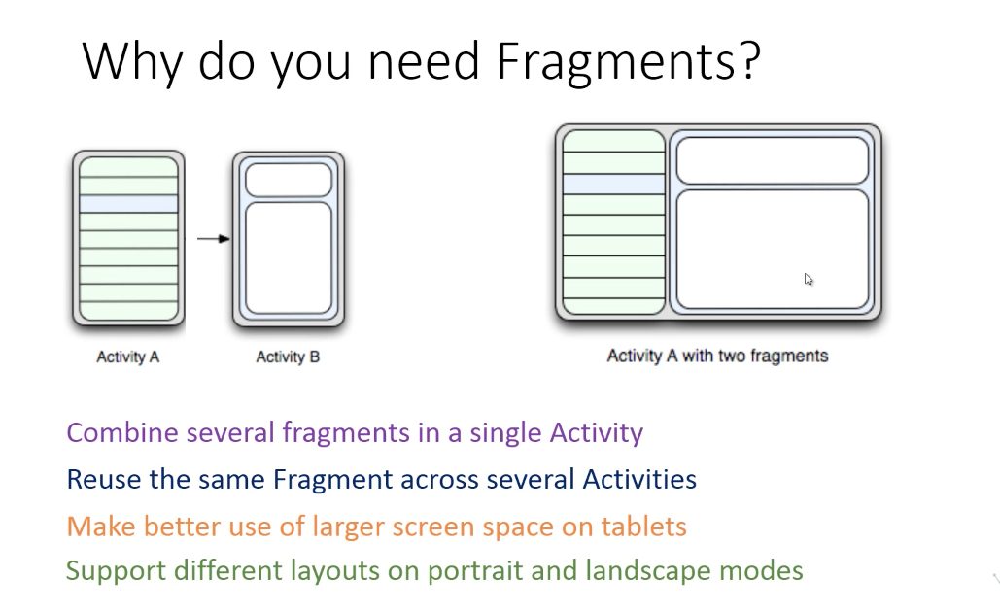 Why do you need Fragments?
Activity A
Activity B
Activity A with two fragments
Combine several fragments in a single Activity
Reuse the same Fragment across several Activities
Make better use of larger screen space on tablets
Support different layouts on portrait and landscape modes